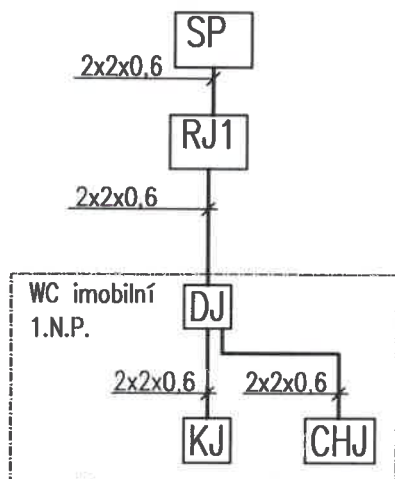 SP
2x2x0,6
RJ1
2x2x0,6
WC imobilní
1.N.P.
DJ
2x2x0,6
2x2x0,6
KJ
CHJ